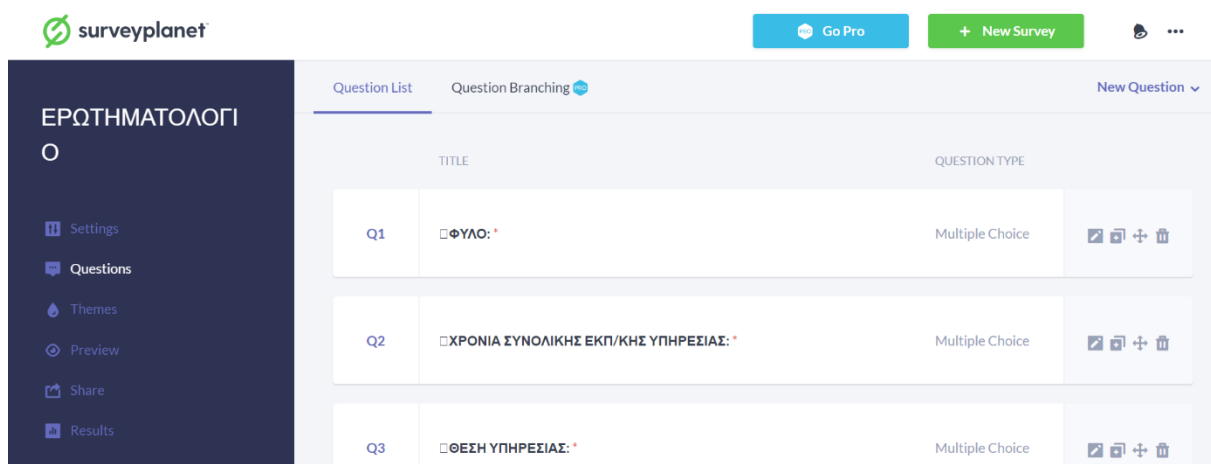 surveyplanet
PRO Go Pro
+ New Survey
ΕΡΩΤΗΜΑΤΟΛΟΓΙ
Ο
Settings
Questions
Themes
Preview
Share
Results
Question List
Question Branching PRO
New Question
TITLE
QUESTION TYPE
Q1
□ΦΥΛΟ: *
Multiple Choice
Q2
□ΧΡΟΝΙΑ ΣΥΝΟΛΙΚΗΣ ΕΚΠ/ΚΗΣ ΥΠΗΡΕΣΙΑΣ: *
Multiple Choice
Q3
□ΘΕΣΗ ΥΠΗΡΕΣΙΑΣ: *
Multiple Choice